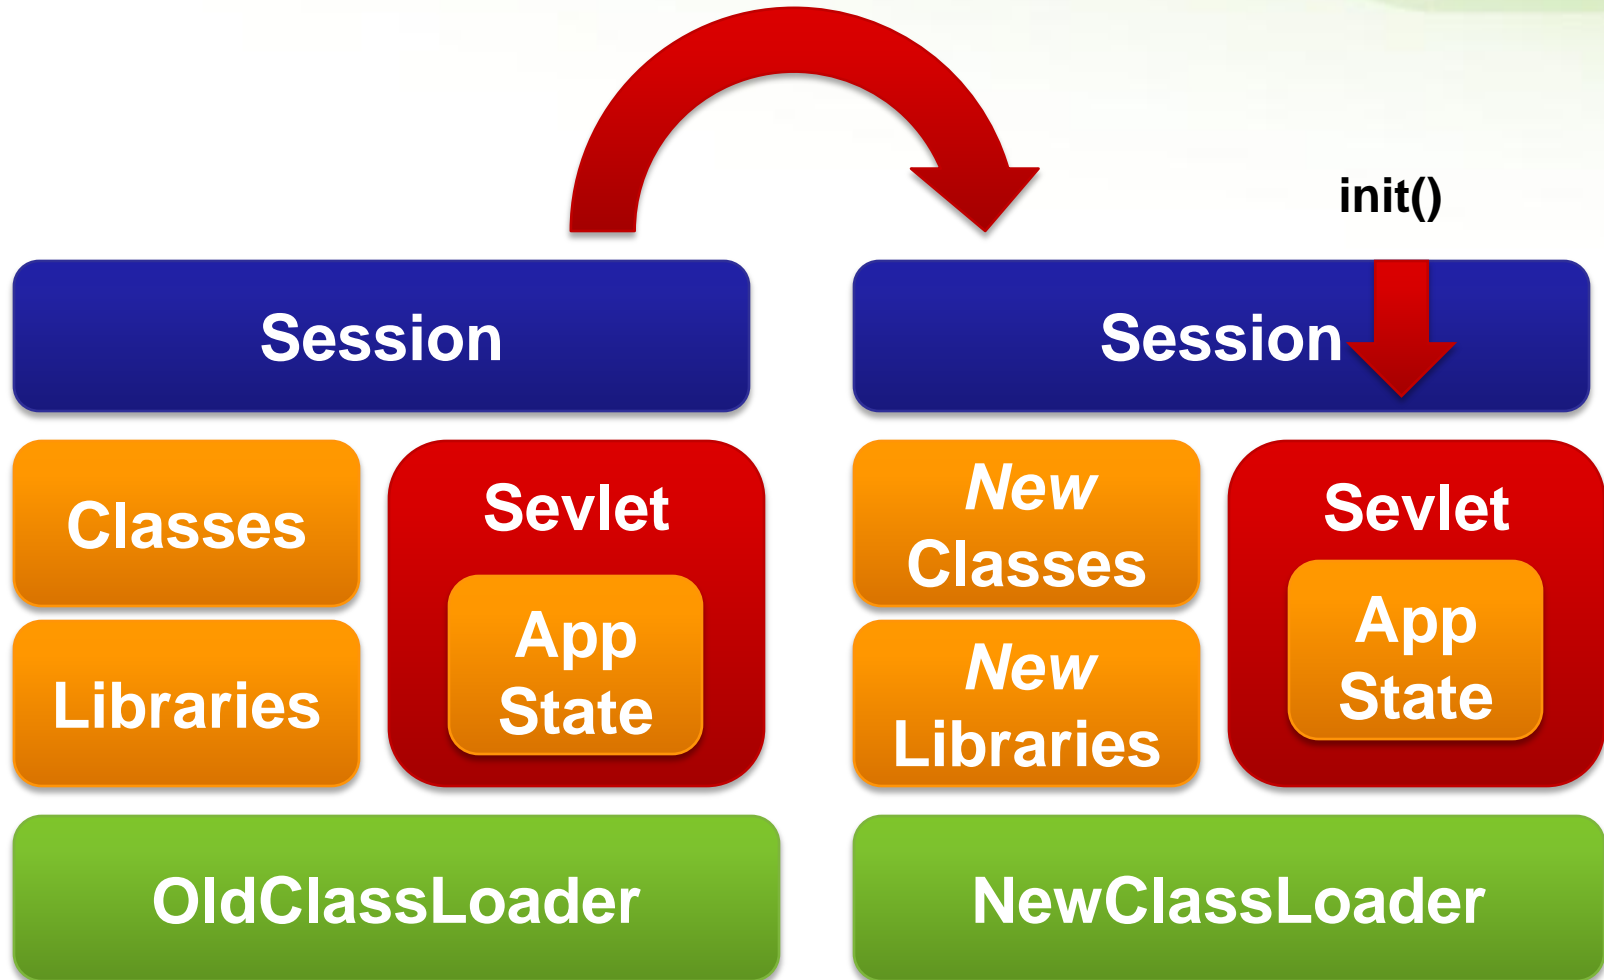 init()
Session
Session
Classes
Sevlet
App
State
Libraries
New
Classes
Sevlet
App
State
New
Libraries
OldClassLoader
NewClassLoader